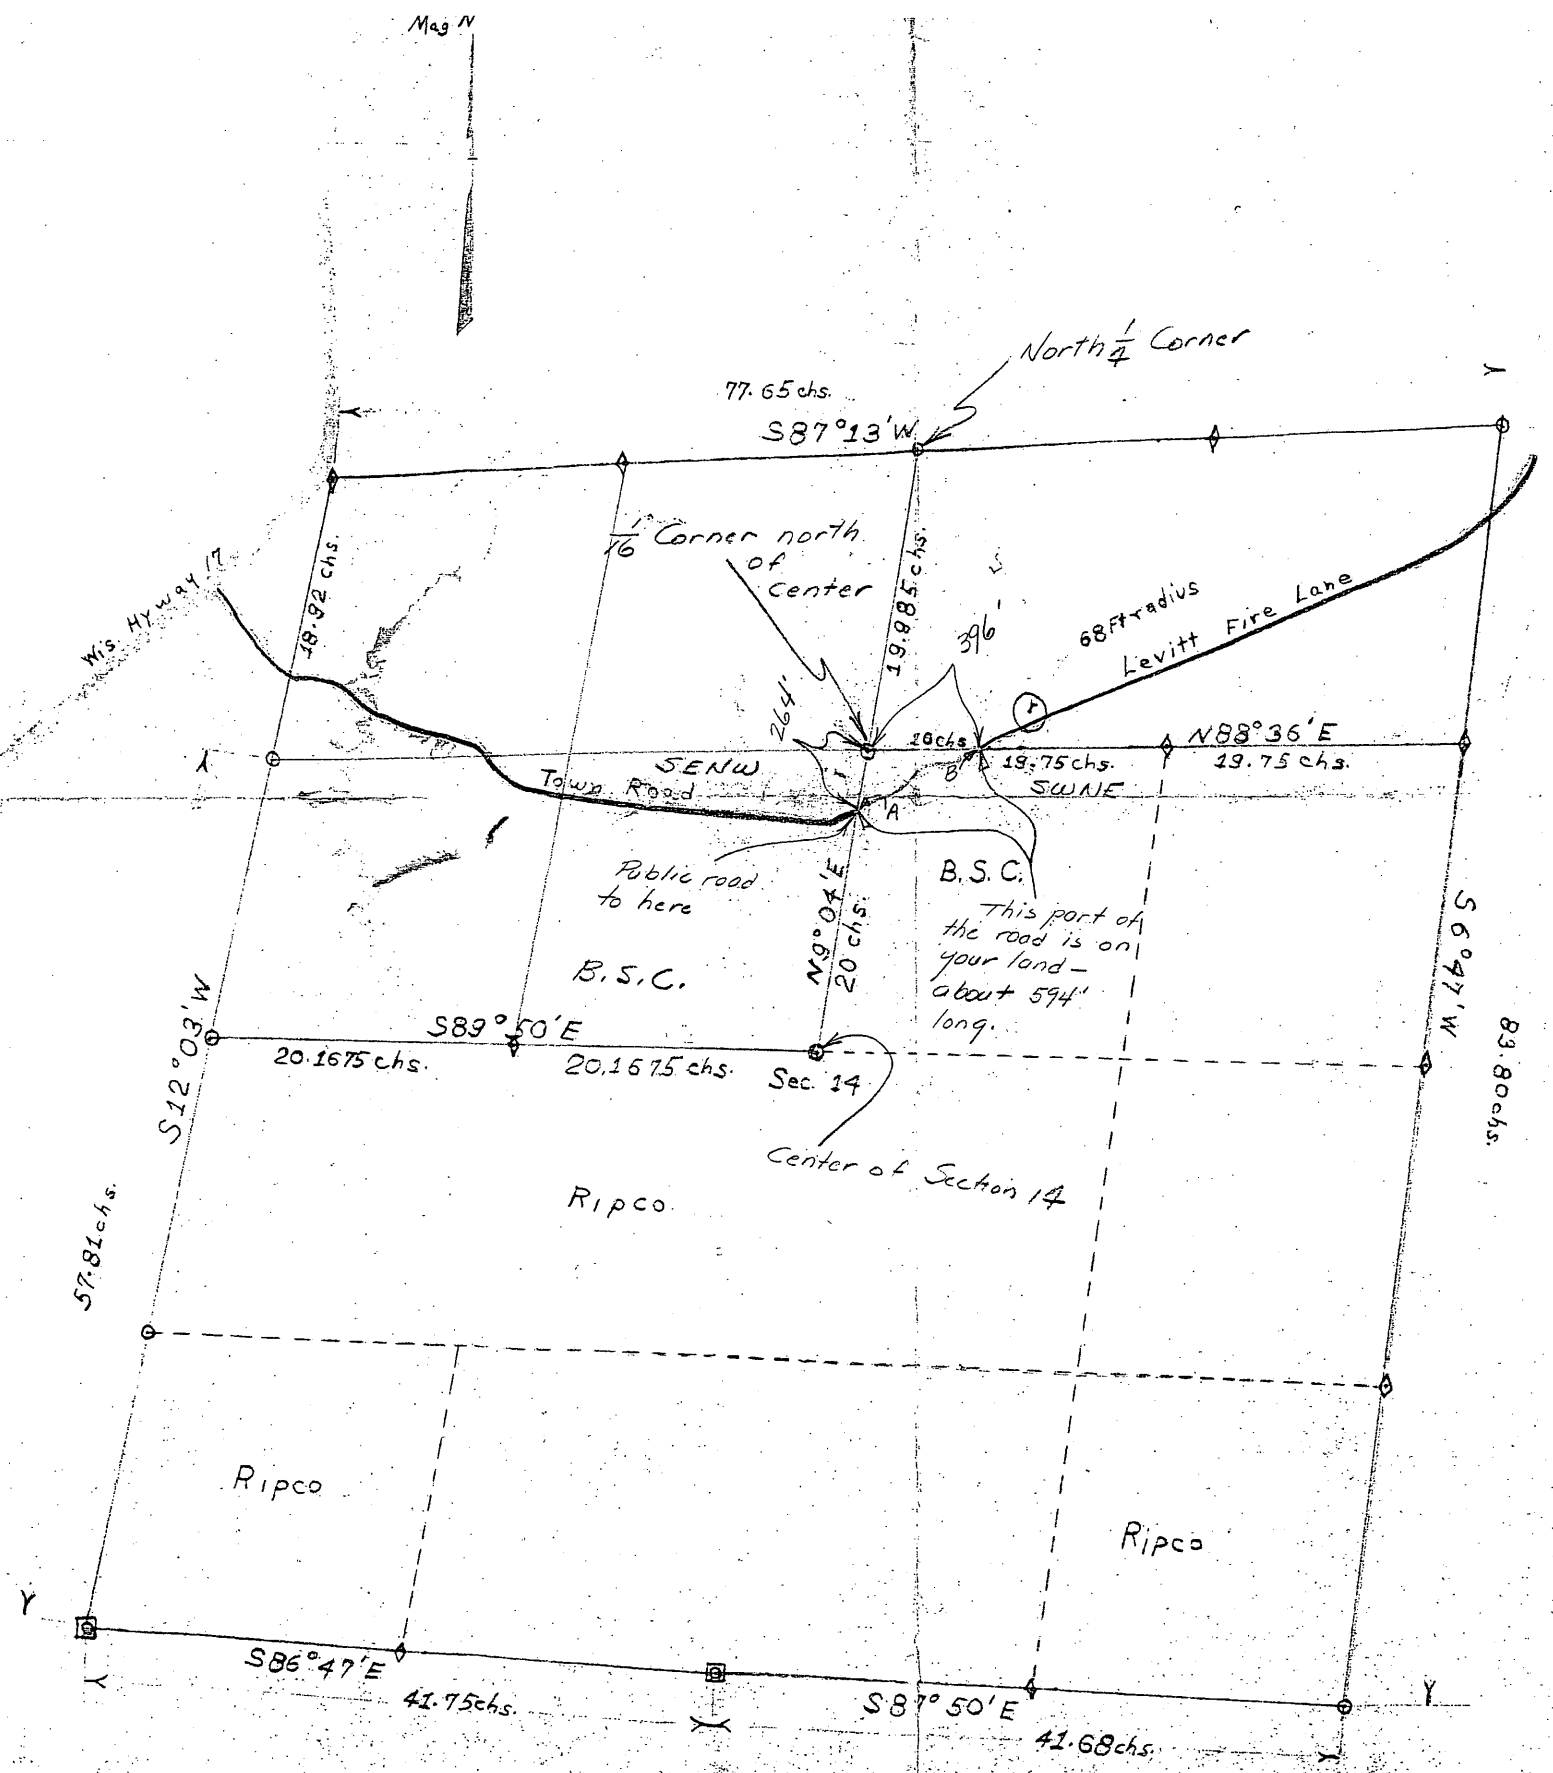 Mag N
North 1/4 Corner
77.65 chs.
S87°13'W
1/16 Corner north
of
Center
19.985 chs.
18.92 chs.
Wis. Hyway 17
396'
68 Ft radius
Levitt Fire Lane
264'
r
N88°36'E
SENW
18.75 chs.
19.75 chs.
SWNE
Town Road
A
B
Public road
to here
B.S.C.
This part of
the road is on
your land –
about 594'
long.
N9°04'E
20 chs.
B.S.C.
S12°03'W
S89°50'E
20.1675 chs.
20.1675 chs.
Sec. 14
S6°47'W
83.80 chs.
Center of Section 14
Ripco
57.81 chs.
Ripco
Ripco
S86°47'E
41.75 chs.
S87°50'E
41.68 chs.